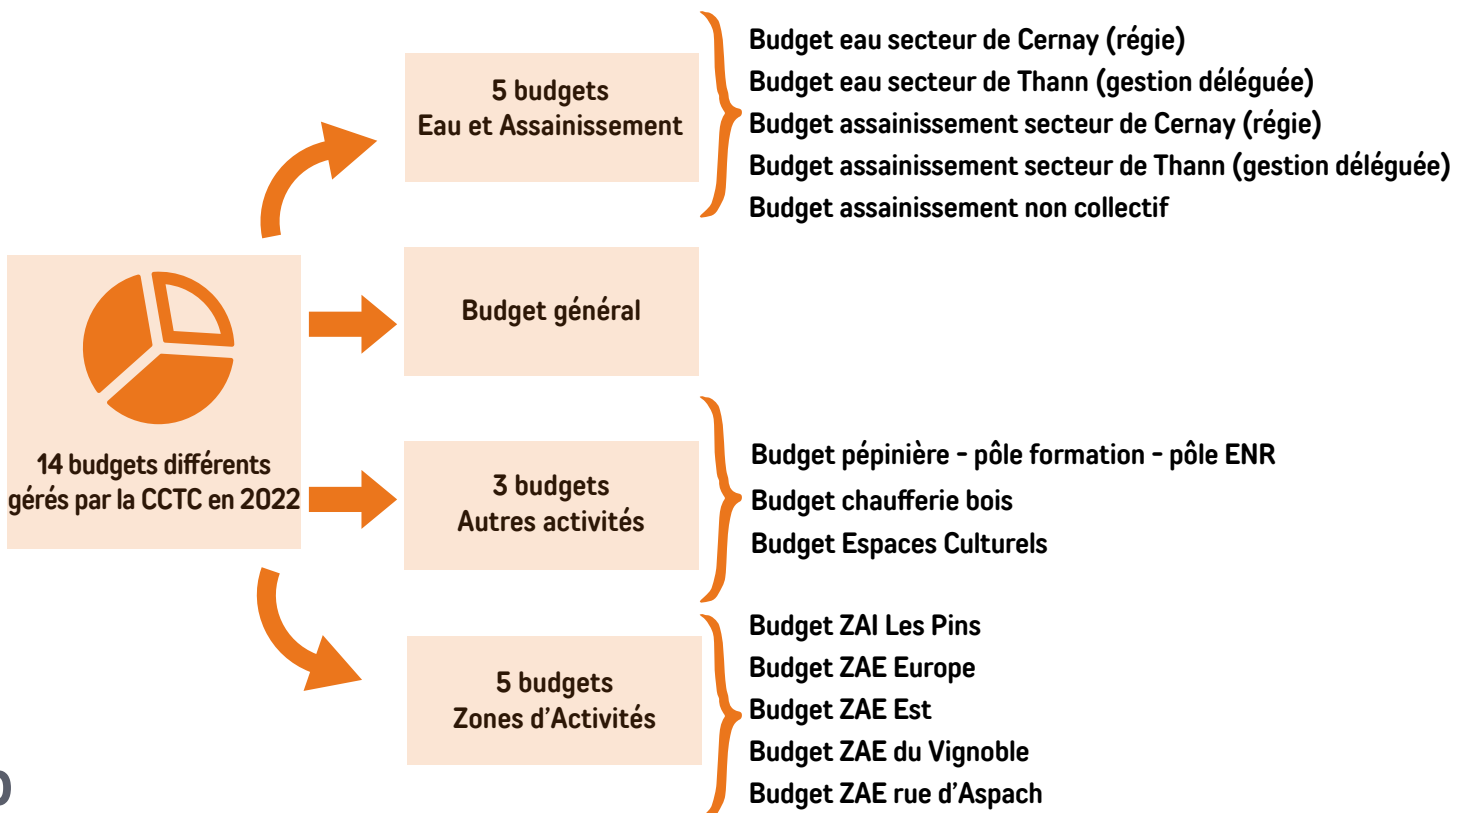 14 budgets différents
gérés par la CCTC en 2022
5 budgets
Eau et Assainissement
Budget eau secteur de Cernay (régie)
Budget eau secteur de Thann (gestion déléguée)
Budget assainissement secteur de Cernay (régie)
Budget assainissement secteur de Thann (gestion déléguée)
Budget assainissement non collectif
Budget général
3 budgets
Autres activités
Budget pépinière - pôle formation - pôle ENR
Budget chaufferie bois
Budget Espaces Culturels
5 budgets
Zones d'Activités
Budget ZAI Les Pins
Budget ZAE Europe
Budget ZAE Est
Budget ZAE du Vignoble
Budget ZAE rue d'Aspach